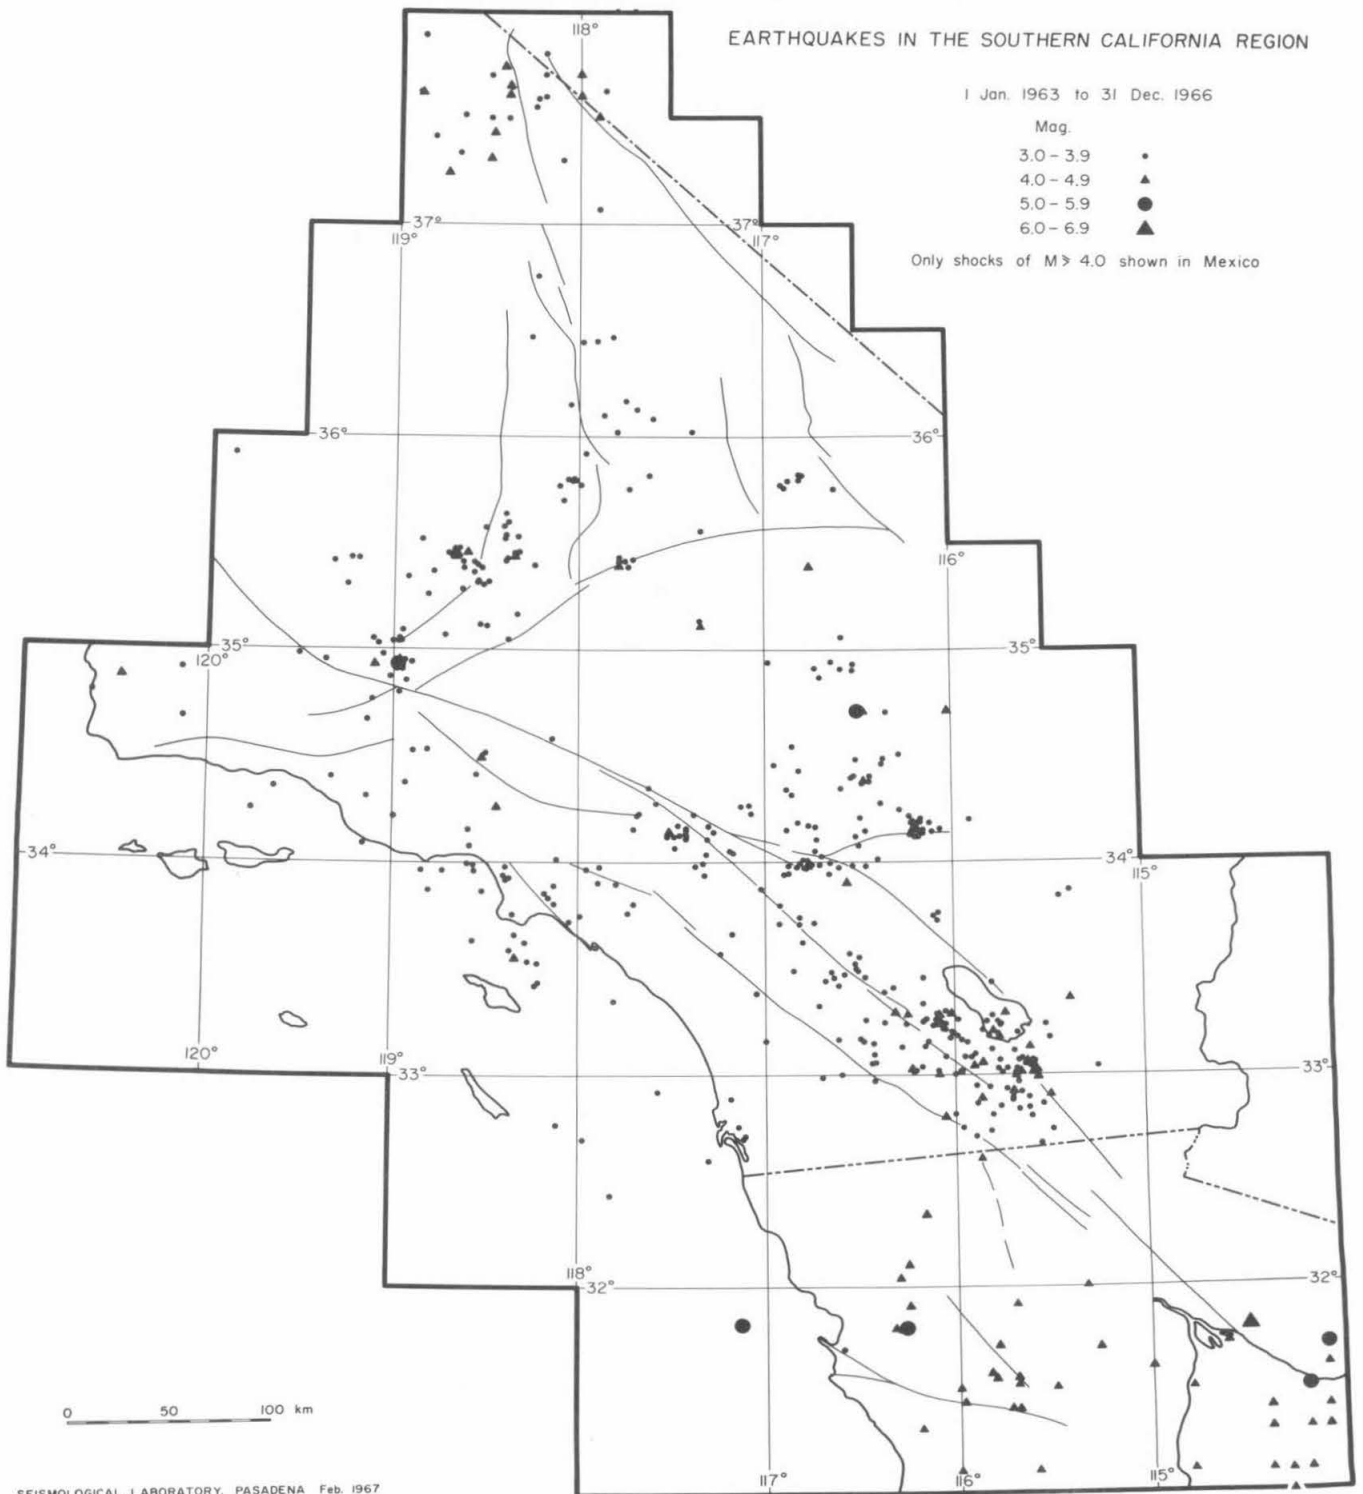 EARTHQUAKES IN THE SOUTHERN CALIFORNIA REGION
1 Jan. 1963 to 31 Dec. 1966
Mag.
3.0 – 3.9
4.0 – 4.9
5.0 – 5.9
6.0 – 6.9
Only shocks of M ≥ 4.0 shown in Mexico
118°
37° 37°
119° 117°
36° 36°
116°
35° 35°
120°
34° 34°
115°
120° 119° 33° 33°
118° 32° 32°
0 50 100 km
117° 116° 115°
SEISMOLOGICAL LABORATORY, PASADENA Feb. 1967